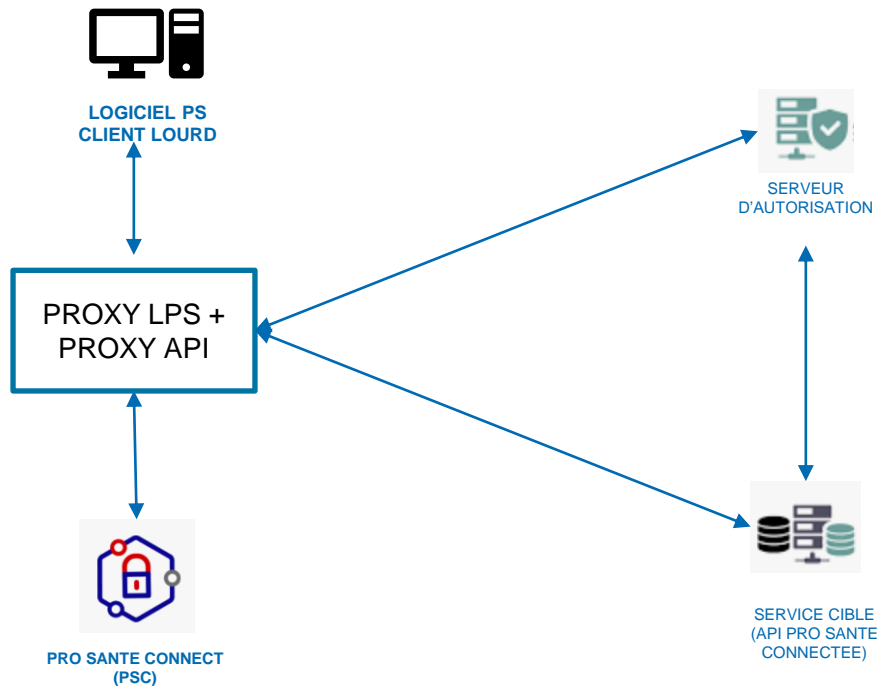 LOGICIEL PS
CLIENT LOURD
SERVEUR
D'AUTORISATION
PROXY LPS +
PROXY API
PRO SANTE CONNECT
(PSC)
SERVICE CIBLE
(API PRO SANTE
CONNECTEE)